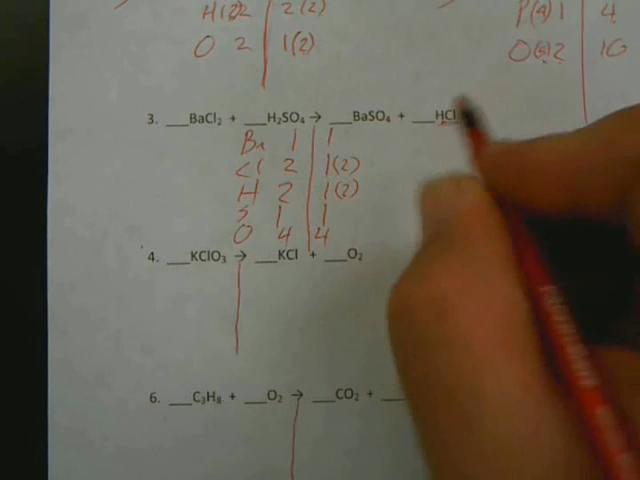 H(2)2 2(2) P(4) 1 4
O 2 1(2) O(5)2 10
3. ___BaCl₂ + ___H₂SO₄ → ___BaSO₄ + ___HCl
Ba 1 1
Cl 2 1(2)
H 2 1(2)
S 1 1
O 4 4
4. ___KClO₃ → ___KCl + ___O₂
6. ___C₃H₈ + ___O₂ → ___CO₂ + ___